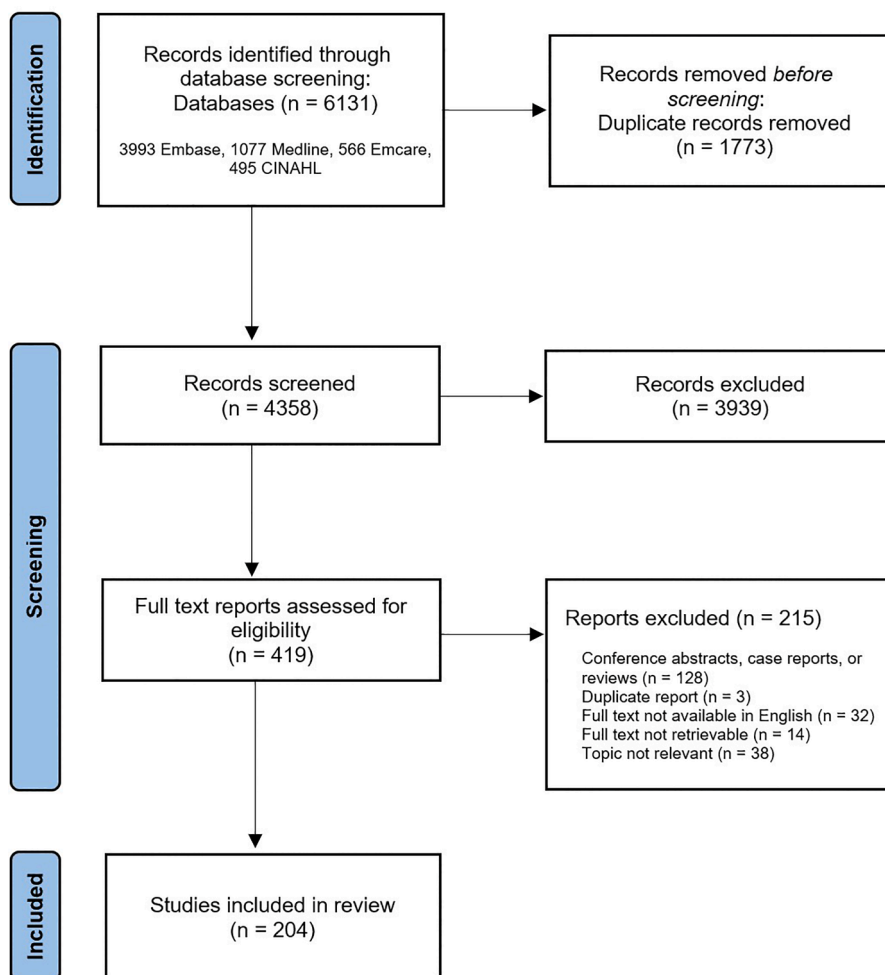 Identification
Records identified through
database screening:
Databases (n = 6131)
3993 Embase, 1077 Medline, 566 Emcare,
495 CINAHL
Records removed before
screening:
Duplicate records removed
(n = 1773)
Screening
Records screened
(n = 4358)
Records excluded
(n = 3939)
Full text reports assessed for
eligibility
(n = 419)
Reports excluded (n = 215)
Conference abstracts, case reports, or
reviews (n = 128)
Duplicate report (n = 3)
Full text not available in English (n = 32)
Full text not retrievable (n = 14)
Topic not relevant (n = 38)
Included
Studies included in review
(n = 204)